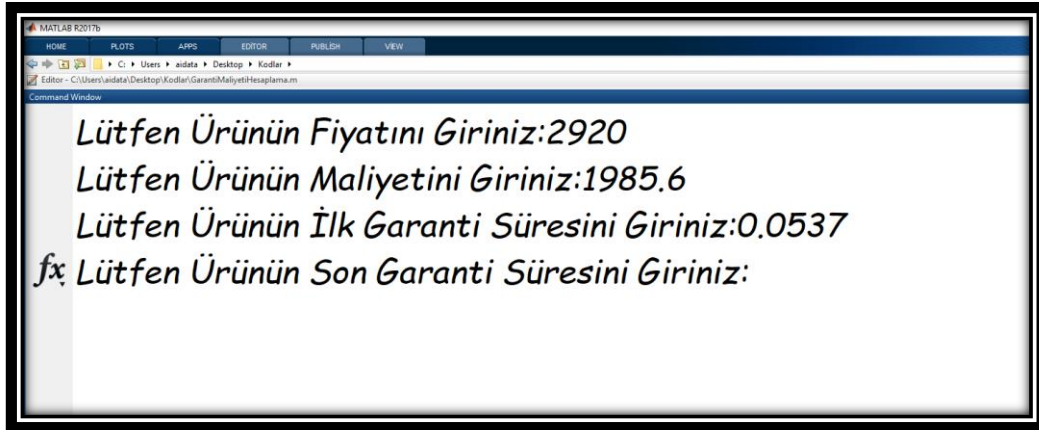 MATLAB R2017b
HOME PLOTS APPS EDITOR PUBLISH VIEW
C: Users aidata Desktop Kodlar
Editor - C:\Users\aidata\Desktop\Kodlar\GarantiMaliyetiHesaplama.m
Command Window
Lütfen Ürünün Fiyatını Giriniz:2920
Lütfen Ürünün Maliyetini Giriniz:1985.6
Lütfen Ürünün İlk Garanti Süresini Giriniz:0.0537
fx Lütfen Ürünün Son Garanti Süresini Giriniz: